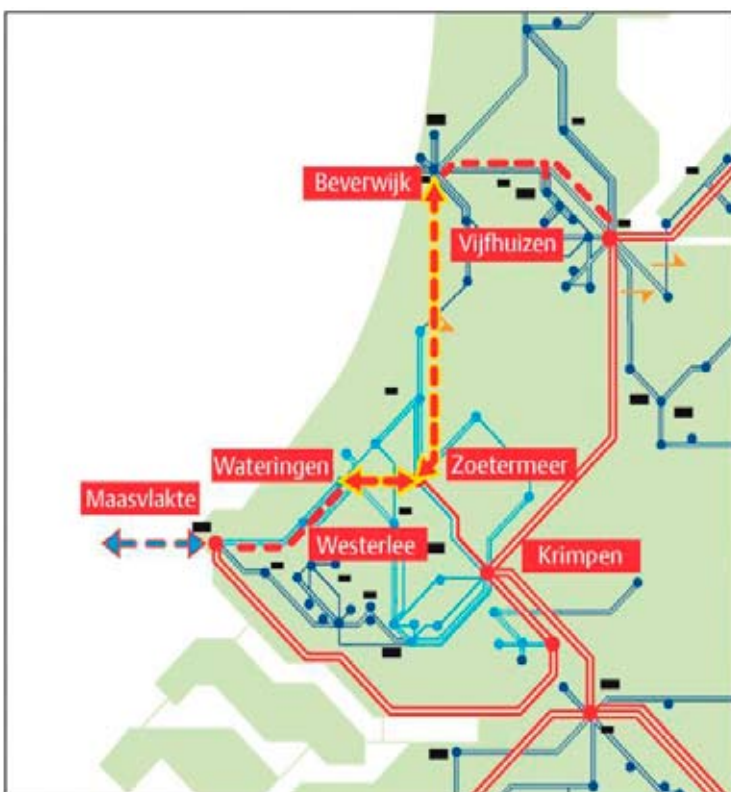 Beverwijk
Vijfhuizen
Wateringen
Zoetermeer
Maasvlakte
Westerlee
Krimpen